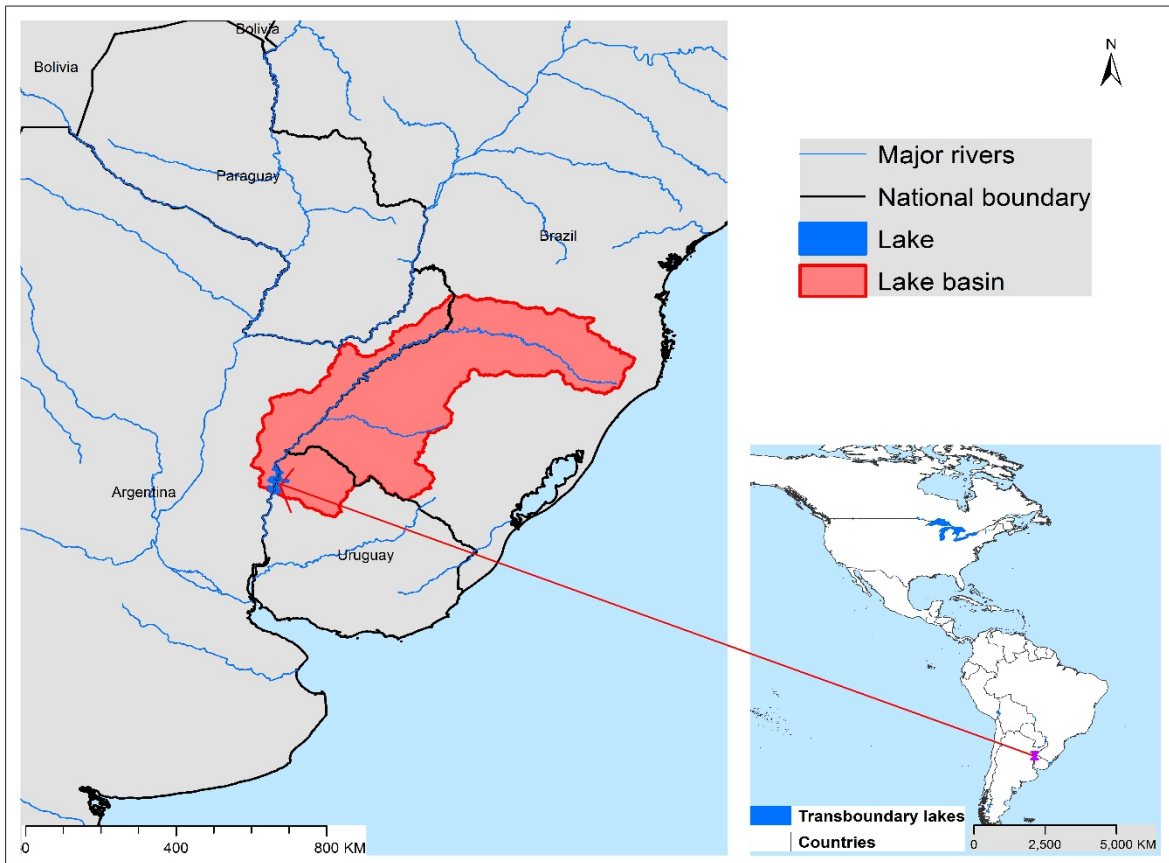 Bolivia
Bolivia
Paraguay
Brazil
Argentina
Uruguay
0 400 800 KM
N
Major rivers
National boundary
Lake
Lake basin
Transboundary lakes
Countries
0 2,500 5,000 KM